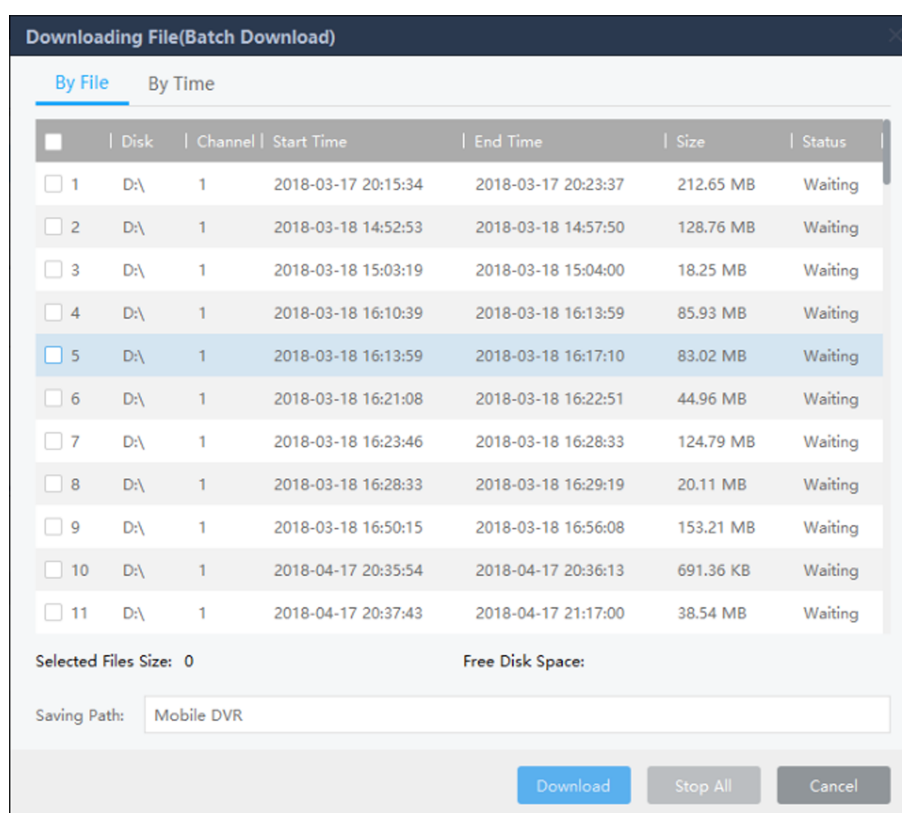 Downloading File(Batch Download)
By File By Time
Disk Channel Start Time End Time Size Status
1 D:\ 1 2018-03-17 20:15:34 2018-03-17 20:23:37 212.65 MB Waiting
2 D:\ 1 2018-03-18 14:52:53 2018-03-18 14:57:50 128.76 MB Waiting
3 D:\ 1 2018-03-18 15:03:19 2018-03-18 15:04:00 18.25 MB Waiting
4 D:\ 1 2018-03-18 16:10:39 2018-03-18 16:13:59 85.93 MB Waiting
5 D:\ 1 2018-03-18 16:13:59 2018-03-18 16:17:10 83.02 MB Waiting
6 D:\ 1 2018-03-18 16:21:08 2018-03-18 16:22:51 44.96 MB Waiting
7 D:\ 1 2018-03-18 16:23:46 2018-03-18 16:28:33 124.79 MB Waiting
8 D:\ 1 2018-03-18 16:28:33 2018-03-18 16:29:19 20.11 MB Waiting
9 D:\ 1 2018-03-18 16:50:15 2018-03-18 16:56:08 153.21 MB Waiting
10 D:\ 1 2018-04-17 20:35:54 2018-04-17 20:36:13 691.36 KB Waiting
11 D:\ 1 2018-04-17 20:37:43 2018-04-17 21:17:00 38.54 MB Waiting
Selected Files Size: 0 Free Disk Space:
Saving Path: Mobile DVR
Download Stop All Cancel